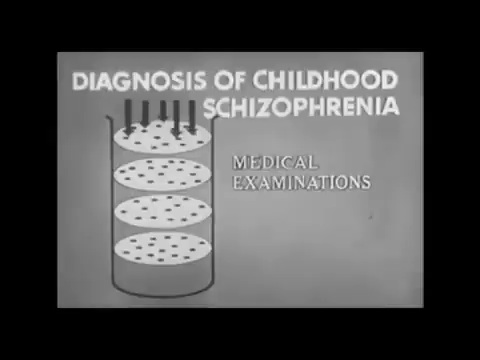 DIAGNOSIS OF CHILDHOOD
SCHIZOPHRENIA
MEDICAL
EXAMINATIONS